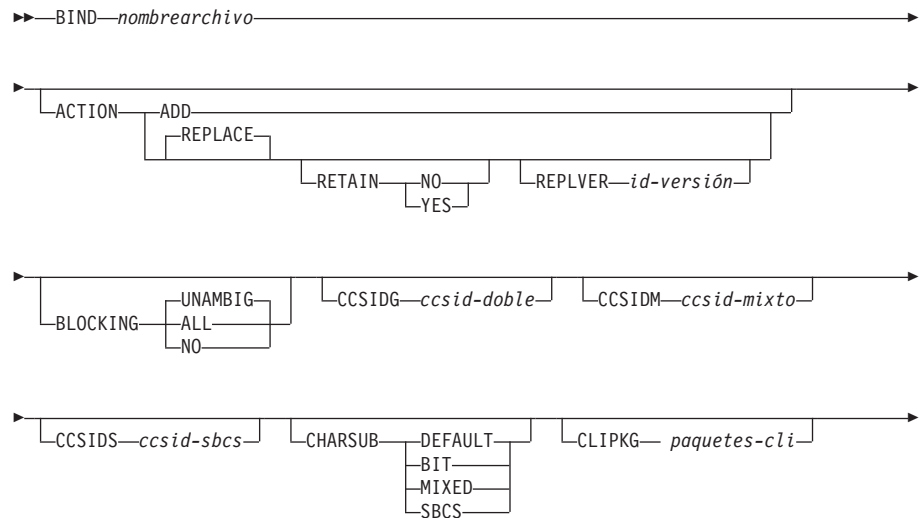 BIND nombrearchivo
ACTION ADD
REPLACE
RETAIN NO REPLVER id-versión
YES
UNAMBIG CCSIDG ccsid-doble CCSIDM ccsid-mixto
BLOCKING ALL
NO
CCSIDS ccsid-sbcs CHARSUB DEFAULT CLIPKG paquetes-cli
BIT
MIXED
SBCS